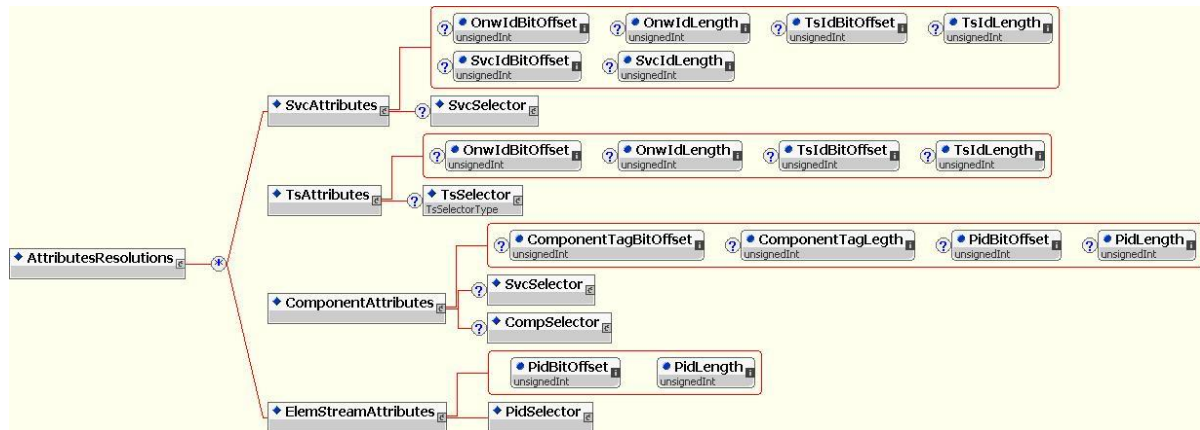 ? OnwIdBitOffset ? OnwIdLength ? TsIdBitOffset ? TsIdLength
unsignedInt unsignedInt unsignedInt unsignedInt
? SvcIdBitOffset ? SvcIdLength
unsignedInt unsignedInt
SvcAttributes ? SvcSelector
? OnwIdBitOffset ? OnwIdLength ? TsIdBitOffset ? TsIdLength
unsignedInt unsignedInt unsignedInt unsignedInt
TsAttributes ? TsSelector
TsSelectorType
? ComponentTagBitOffset ? ComponentTagLegth ? PidBitOffset ? PidLength
unsignedInt unsignedInt unsignedInt unsignedInt
AttributesResolutions *
? SvcSelector
ComponentAttributes
? CompSelector
PidBitOffset PidLength
unsignedInt unsignedInt
ElemStreamAttributes PidSelector